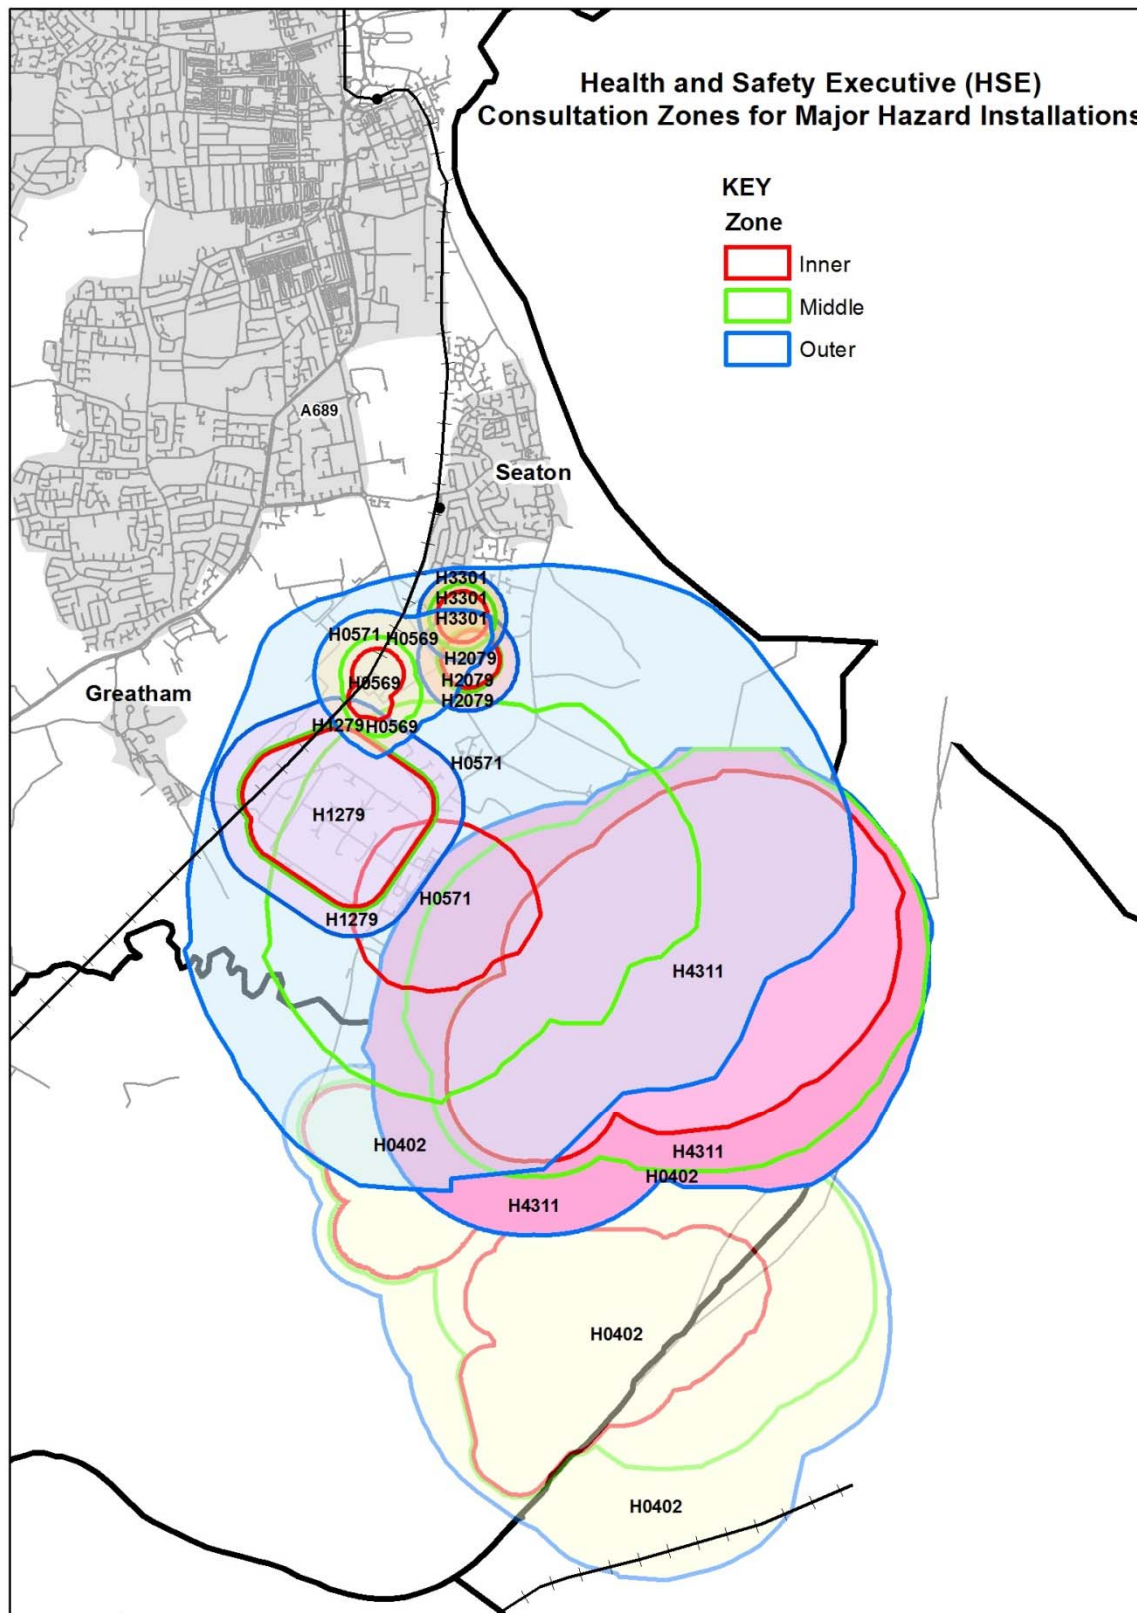 Health and Safety Executive (HSE)
Consultation Zones for Major Hazard Installations
KEY
Zone
Inner
Middle
Outer
A689
Seaton
H3301
H3301
H3301
H0571
H0569
H2079
H0569
H2079
Greatham
H2079
H1279
H0569
H0571
H1279
H0571
H1279
H4311
H0402
H4311
H0402
H4311
H0402
H0402